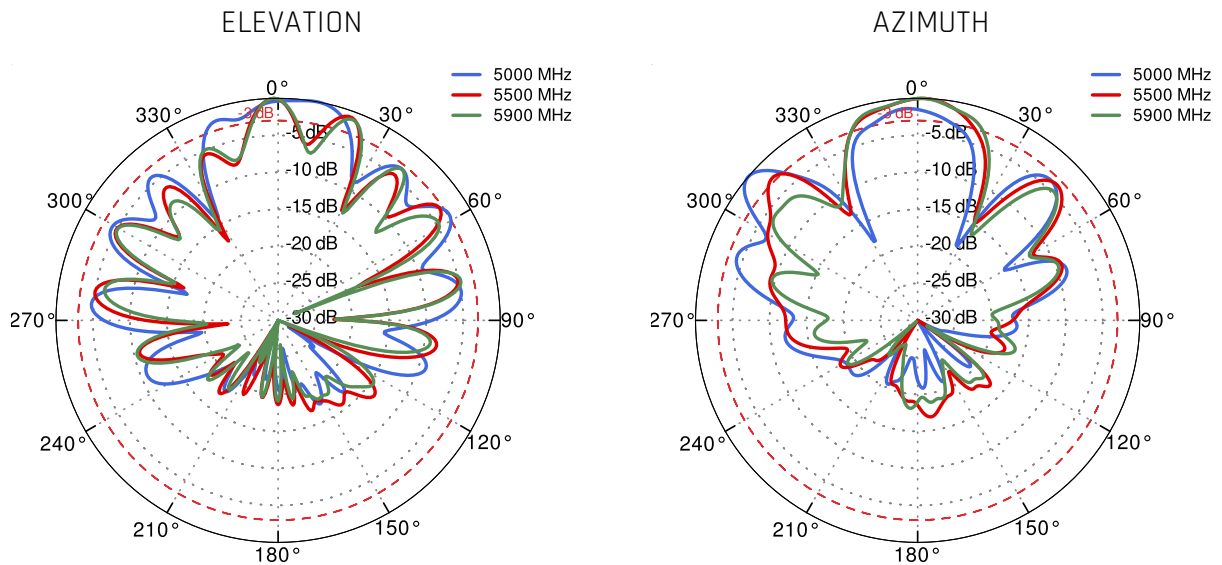 ELEVATION
5000 MHz
5500 MHz
5900 MHz
0°
30°
60°
90°
120°
150°
180°
210°
240°
270°
300°
330°
-3 dB
-5 dB
-10 dB
-15 dB
-20 dB
-25 dB
-30 dB
AZIMUTH
5000 MHz
5500 MHz
5900 MHz
0°
30°
60°
90°
120°
150°
180°
210°
240°
270°
300°
330°
-3 dB
-5 dB
-10 dB
-15 dB
-20 dB
-25 dB
-30 dB